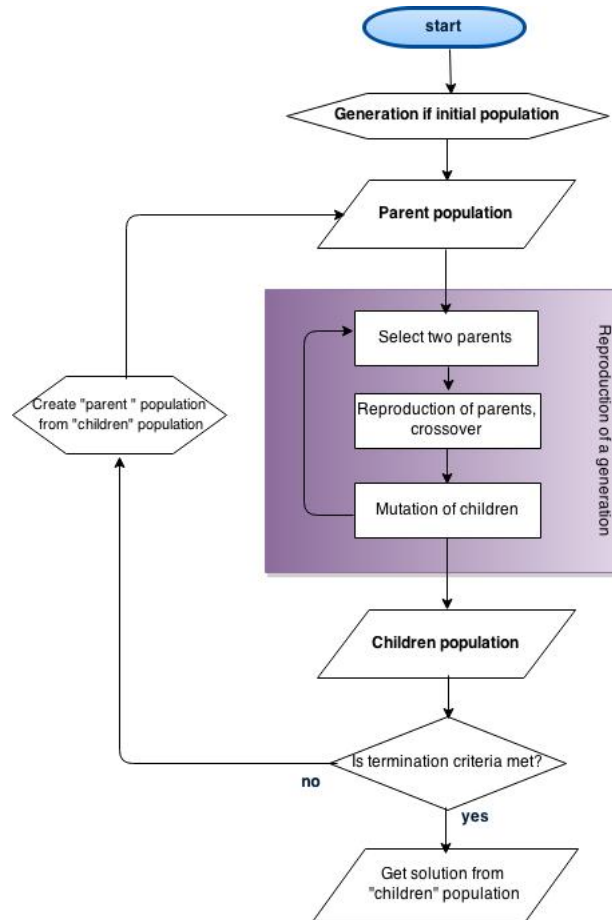 start
Generation if initial population
Parent population
Select two parents
Reproduction of parents,
crossover
Mutation of children
Reproduction of a generation
Create "parent " population
from "children" population
Children population
Is termination criteria met?
no
yes
Get solution from
"children" population